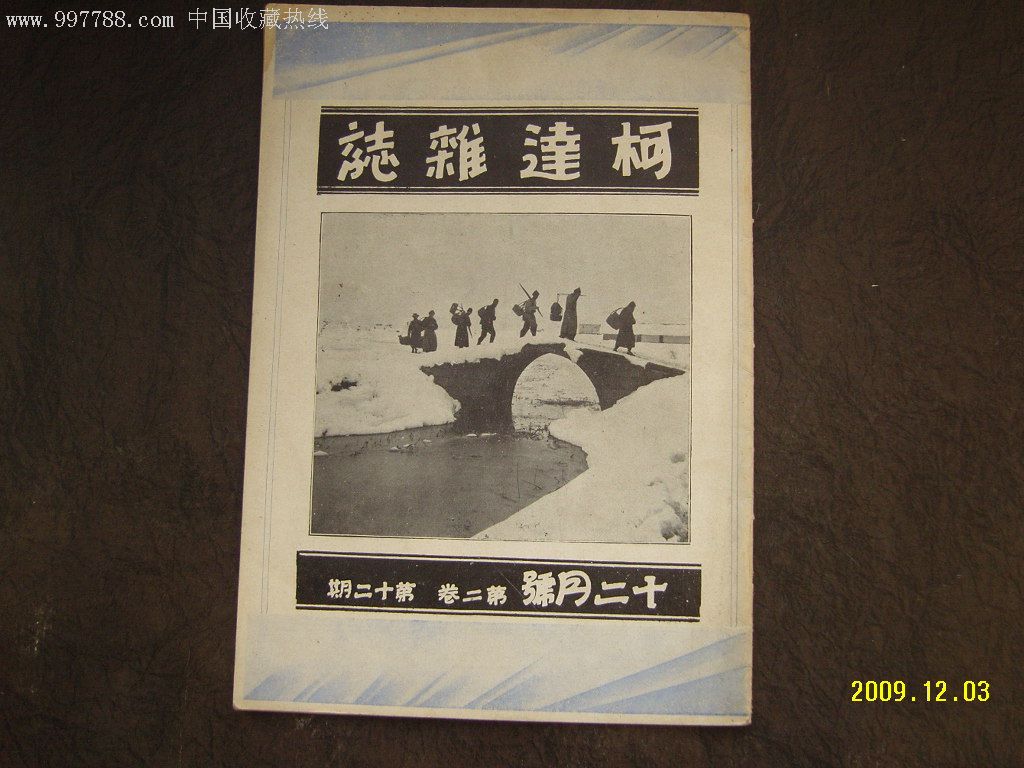 www.997788.com 中国收藏热线
柯達雜誌
十二月號 第二卷 第十二期
2009.12.03